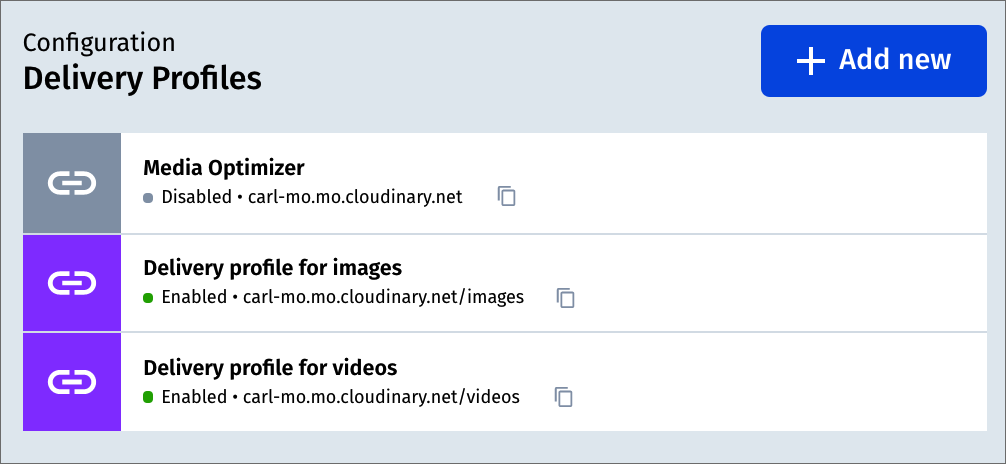 Configuration
Delivery Profiles
Add new
Media Optimizer
Disabled • carl-mo.mo.cloudinary.net
Delivery profile for images
Enabled • carl-mo.mo.cloudinary.net/images
Delivery profile for videos
Enabled • carl-mo.mo.cloudinary.net/videos